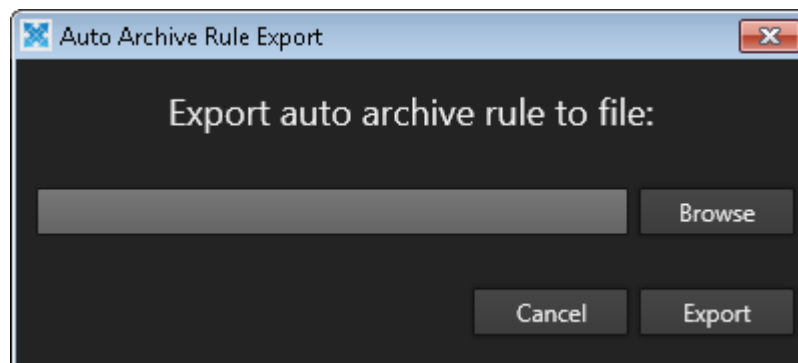 Auto Archive Rule Export
Export auto archive rule to file:
Browse
Cancel
Export